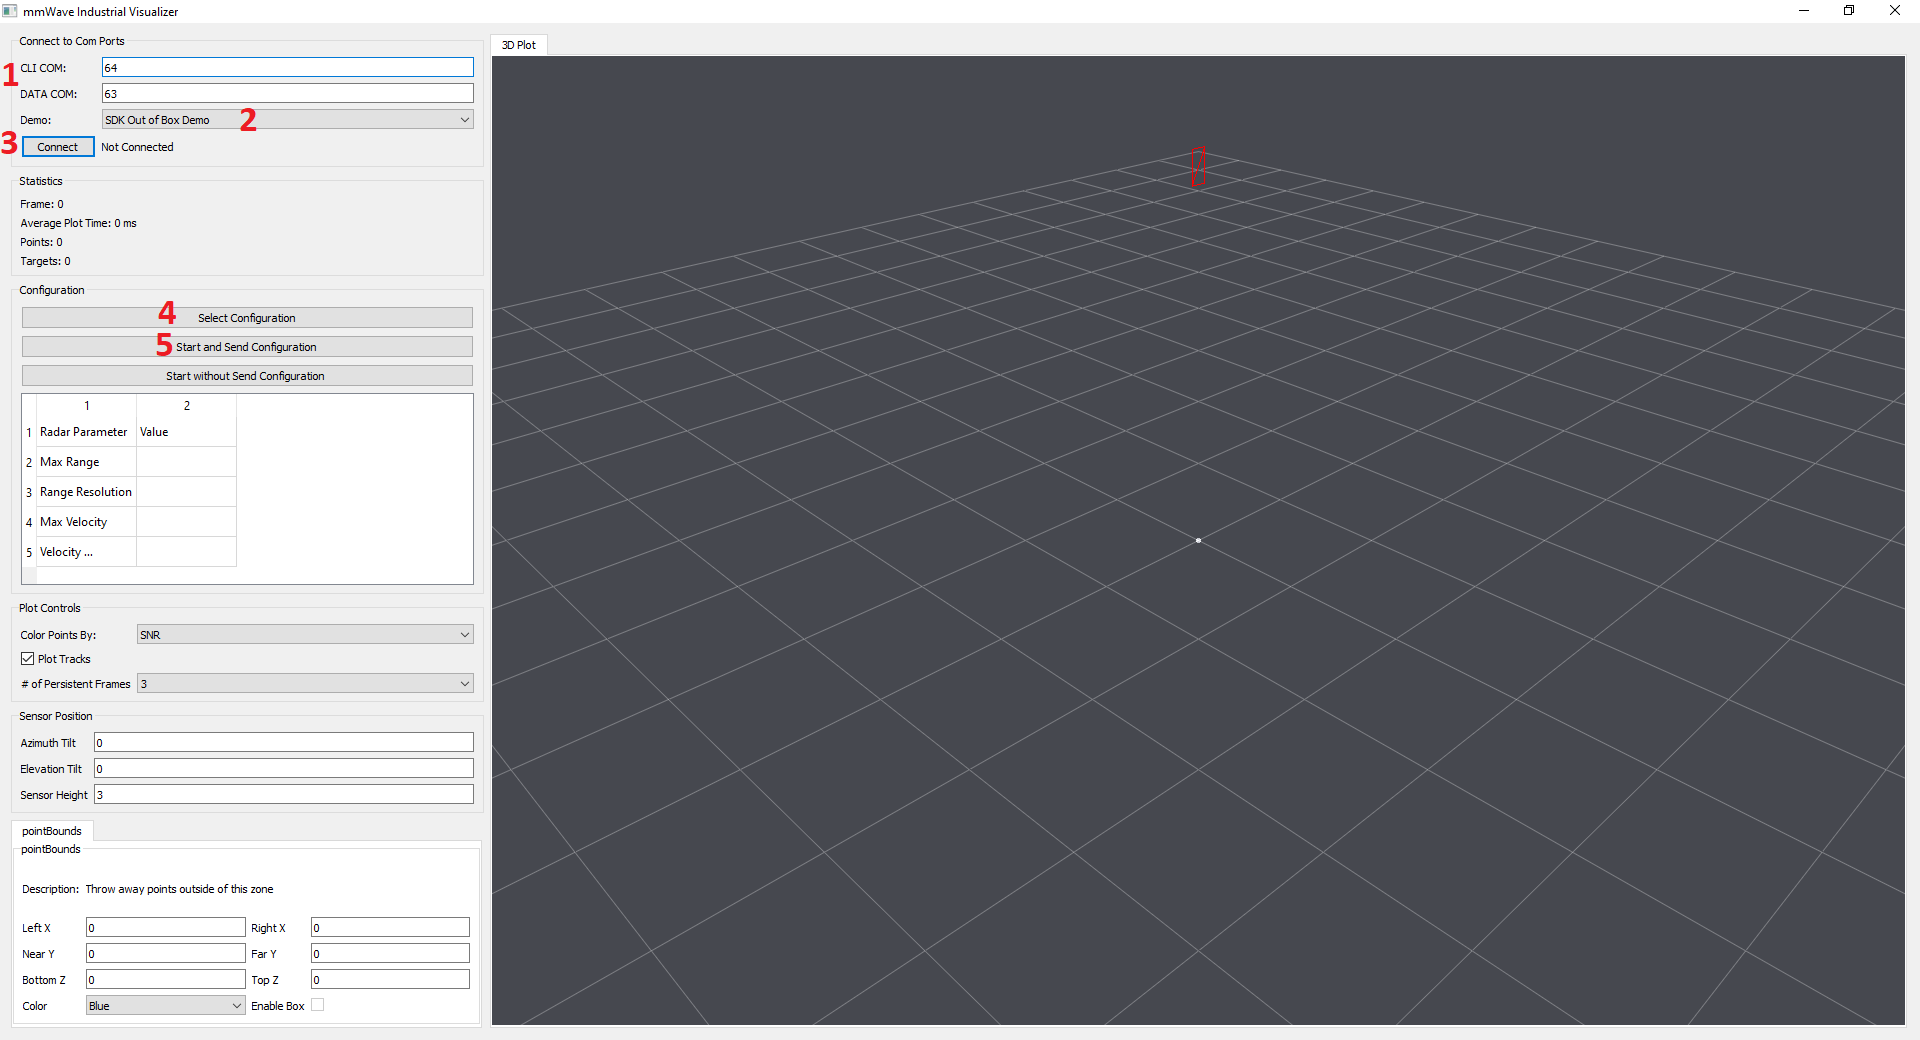 mmWave Industrial Visualizer
Connect to Com Ports
1
CLI COM: 64
DATA COM: 63
Demo: SDK Out of Box Demo 2
3 Connect Not Connected
Statistics
Frame: 0
Average Plot Time: 0 ms
Points: 0
Targets: 0
Configuration
4 Select Configuration
5 Start and Send Configuration
Start without Send Configuration
1 2
1 Radar Parameter Value
2 Max Range
3 Range Resolution
4 Max Velocity
5 Velocity ...
Plot Controls
Color Points By: SNR
Plot Tracks
# of Persistent Frames 3
Sensor Position
Azimuth Tilt 0
Elevation Tilt 0
Sensor Height 3
pointBounds
pointBounds
Description: Throw away points outside of this zone
Left X 0 Right X 0
Near Y 0 Far Y 0
Bottom Z 0 Top Z 0
Color Blue Enable Box
3D Plot